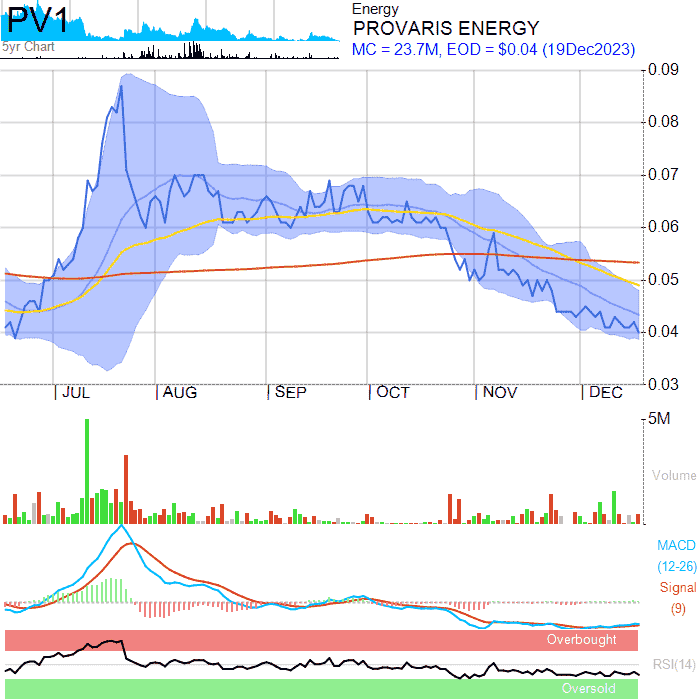 PV1
5yr Chart
Energy
PROVARIS ENERGY
MC = 23.7M, EOD = $0.04 (19Dec2023)
0.09
0.08
0.07
0.06
0.05
0.04
0.03
JUL AUG SEP OCT NOV DEC
5M
Volume
MACD
(12-26)
Signal
(9)
Overbought
RSI(14)
Oversold